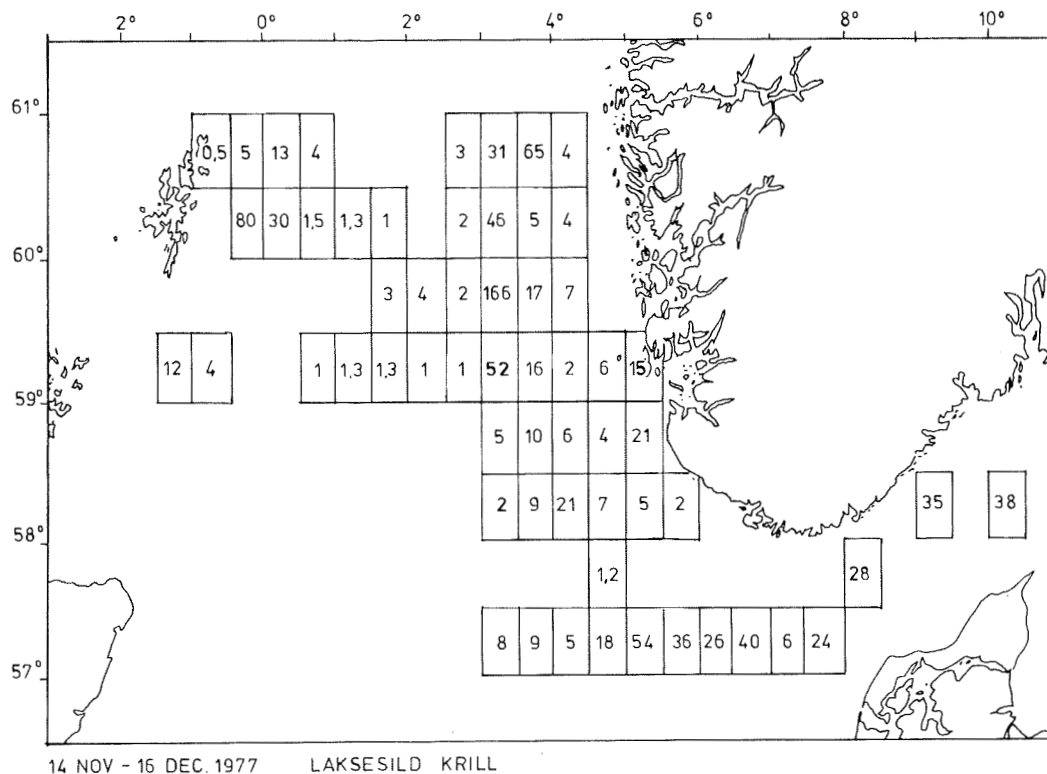 2° 0° 2° 4° 6° 8° 10°
61°
0,5 5 13 4 3 31 65 4
80 30 1,5 1,3 1 2 46 5 4
60°
3 4 2 166 17 7
12 4 1 1,3 1,3 1 1 52 16 2 6 15
59°
5 10 6 4 21
2 9 21 7 5 2 35 38
58°
1,2 28
8 9 5 18 54 36 26 40 6 24
57°
14 NOV - 16 DEC. 1977 LAKSESILD KRILL